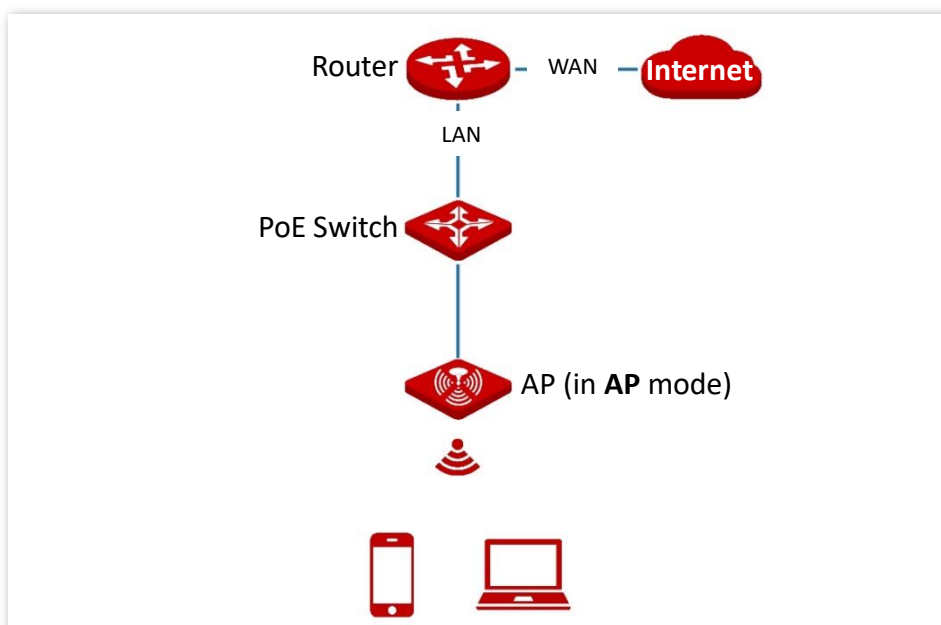 Router
WAN
Internet
LAN
PoE Switch
AP (in AP mode)